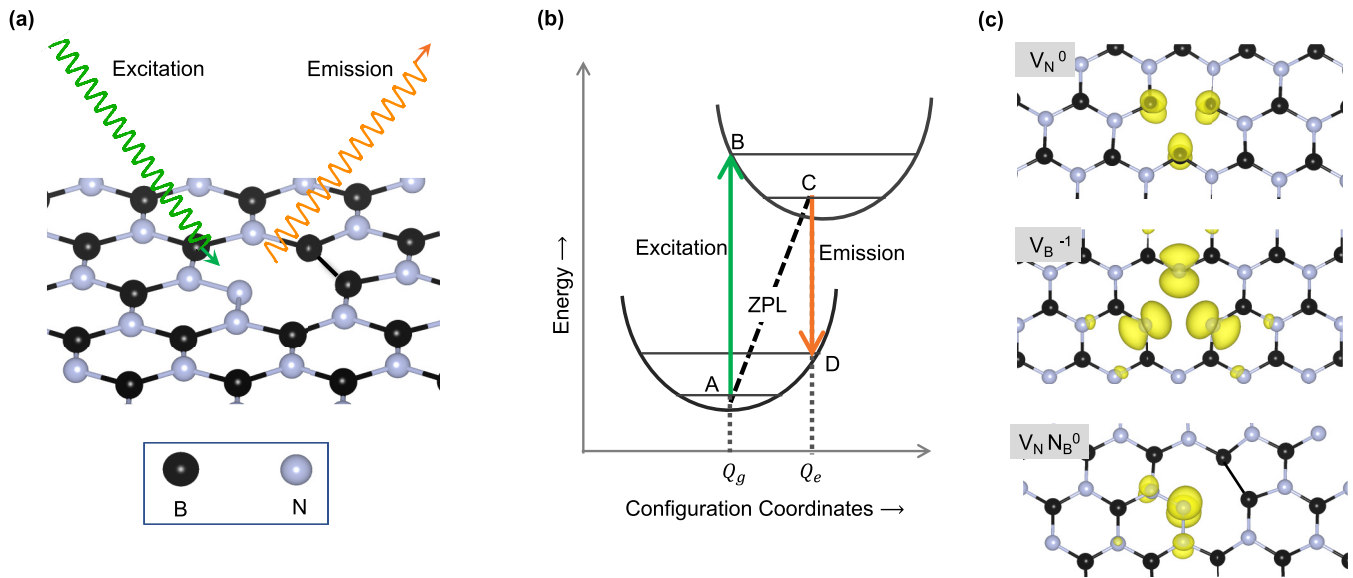 (a)
Excitation
Emission
B
N
(b)
Energy →
B
C
Excitation
Emission
ZPL
A
D
Q_g
Q_e
Configuration Coordinates →
(c)
V_N^0
V_B^-1
V_N N_B^0